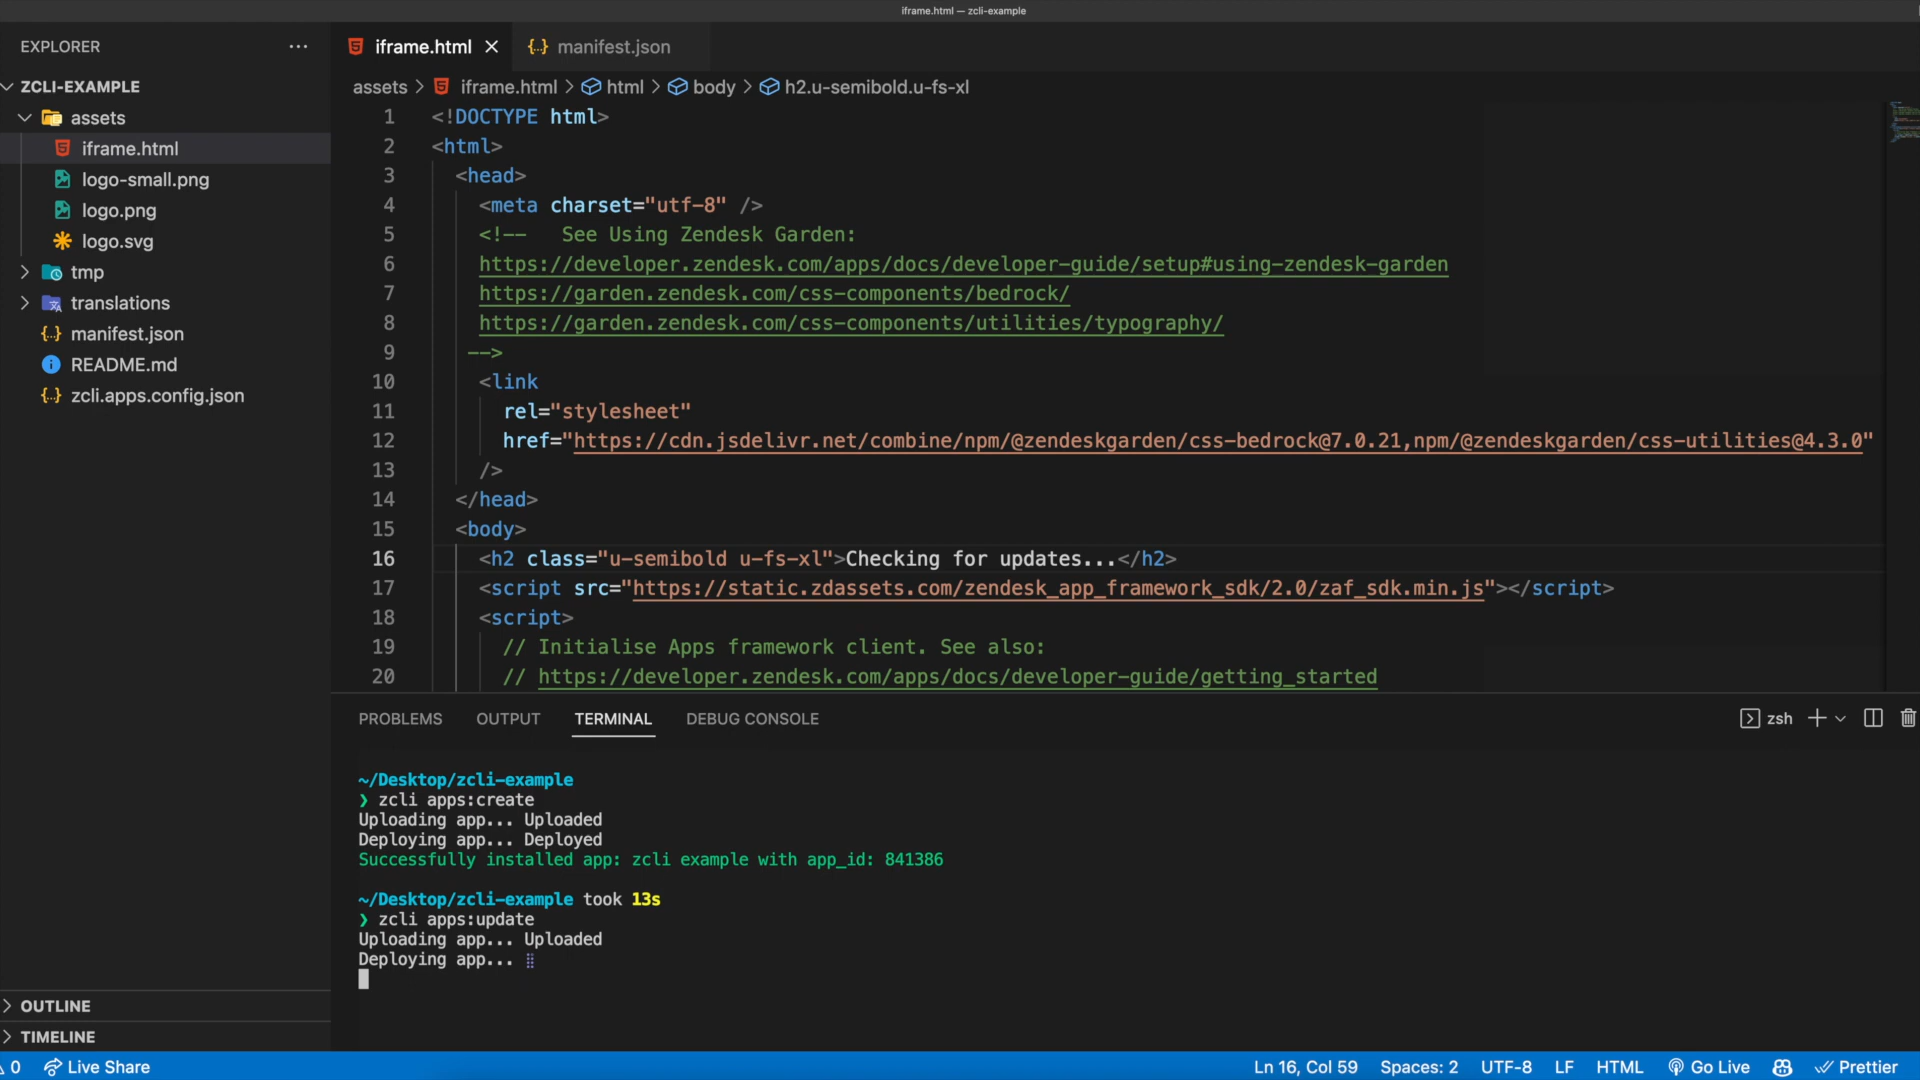 iframe.html — zcli-example
EXPLORER
iframe.html
manifest.json
ZCLI-EXAMPLE
assets > iframe.html > html > body > h2.u-semibold.u-fs-xl
assets
iframe.html
logo-small.png
logo.png
logo.svg
tmp
translations
manifest.json
README.md
zcli.apps.config.json
1 <!DOCTYPE html>
2 <html>
3 <head>
4 <meta charset="utf-8" />
5 <!-- See Using Zendesk Garden:
6 https://developer.zendesk.com/apps/docs/developer-guide/setup#using-zendesk-garden
7 https://garden.zendesk.com/css-components/bedrock/
8 https://garden.zendesk.com/css-components/utilities/typography/
9 -->
10 <link
11 rel="stylesheet"
12 href="https://cdn.jsdelivr.net/combine/npm/@zendeskgarden/css-bedrock@7.0.21,npm/@zendeskgarden/css-utilities@4.3.0"
13 />
14 </head>
15 <body>
16 <h2 class="u-semibold u-fs-xl">Checking for updates...</h2>
17 <script src="https://static.zdassets.com/zendesk_app_framework_sdk/2.0/zaf_sdk.min.js"></script>
18 <script>
19 // Initialise Apps framework client. See also:
20 // https://developer.zendesk.com/apps/docs/developer-guide/getting_started
PROBLEMS OUTPUT TERMINAL DEBUG CONSOLE
zsh
~/Desktop/zcli-example
❯ zcli apps:create
Uploading app... Uploaded
Deploying app... Deployed
Successfully installed app: zcli example with app_id: 841386
~/Desktop/zcli-example took 13s
❯ zcli apps:update
Uploading app... Uploaded
Deploying app... ⣾
OUTLINE
TIMELINE
0 Live Share
Ln 16, Col 59 Spaces: 2 UTF-8 LF HTML Go Live Prettier